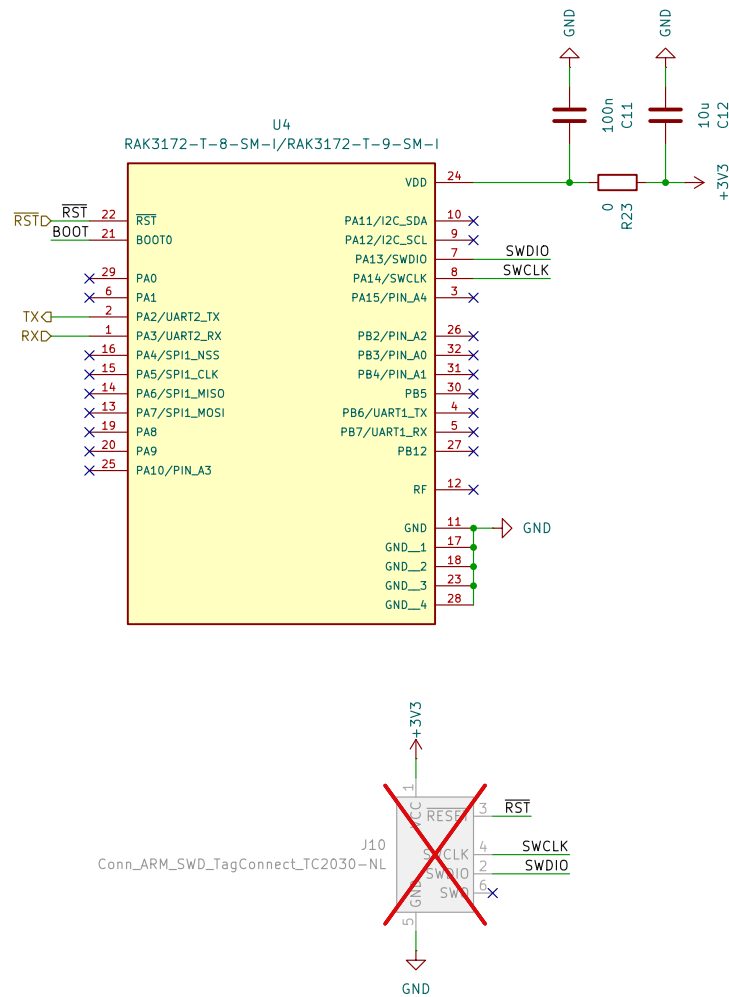 GND
GND
100n
C11
10u
C12
U4
RAK3172-T-8-SM-I/RAK3172-T-9-SM-I
VDD 24
+3V3
0
R23
RST RST 22 RST
BOOT 21 BOOT0
PA11/I2C_SDA 10
PA12/I2C_SCL 9
PA13/SWDIO 7 SWDIO
29 PA0
PA14/SWCLK 8 SWCLK
6 PA1
PA15/PIN_A4 3
TX 2 PA2/UART2_TX
RX 1 PA3/UART2_RX
PB2/PIN_A2 26
16 PA4/SPI1_NSS
PB3/PIN_A0 32
15 PA5/SPI1_CLK
PB4/PIN_A1 31
14 PA6/SPI1_MISO
PB5 30
13 PA7/SPI1_MOSI
PB6/UART1_TX 4
19 PA8
PB7/UART1_RX 5
20 PA9
PB12 27
25 PA10/PIN_A3
RF 12
GND 11 GND
GND__1 17
GND__2 18
GND__3 23
GND__4 28
+3V3
1
VCC
RESET 3 RST
J10
Conn_ARM_SWD_TagConnect_TC2030-NL
SWCLK 4 SWCLK
SWDIO 2 SWDIO
SWO 6
GND
5
GND